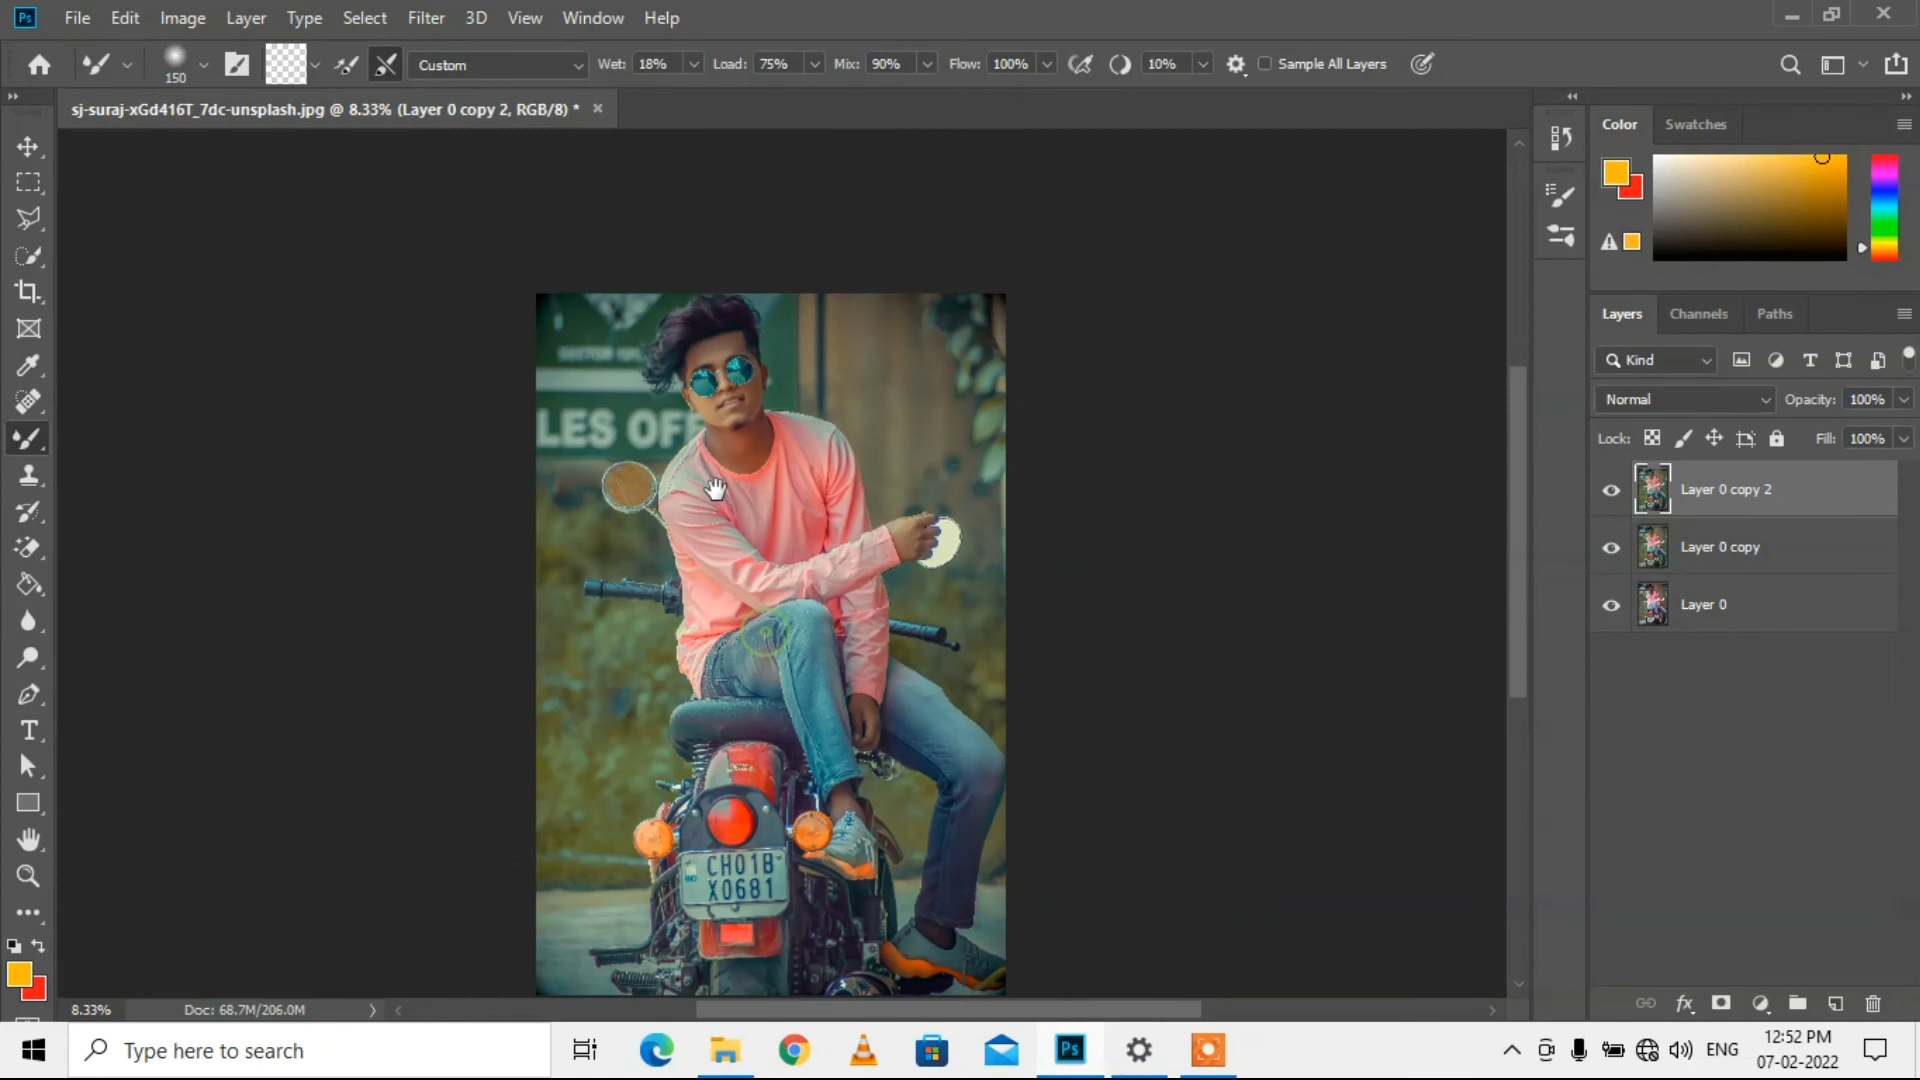 Ps File Edit Image Layer Type Select Filter 3D View Window Help
150 Custom Wet: 18% Load: 75% Mix: 90% Flow: 100% 10% Sample All Layers
sj-suraj-xGd416T_7dc-unsplash.jpg @ 8.33% (Layer 0 copy 2, RGB/8) *
Color Swatches
Layers Channels Paths
Kind
Normal Opacity: 100%
Lock: Fill: 100%
Layer 0 copy 2
Layer 0 copy
Layer 0
LES OFF
CH01B
X0681
8.33% Doc: 68.7M/206.0M
Type here to search
Ps
ENG
12:52 PM
07-02-2022